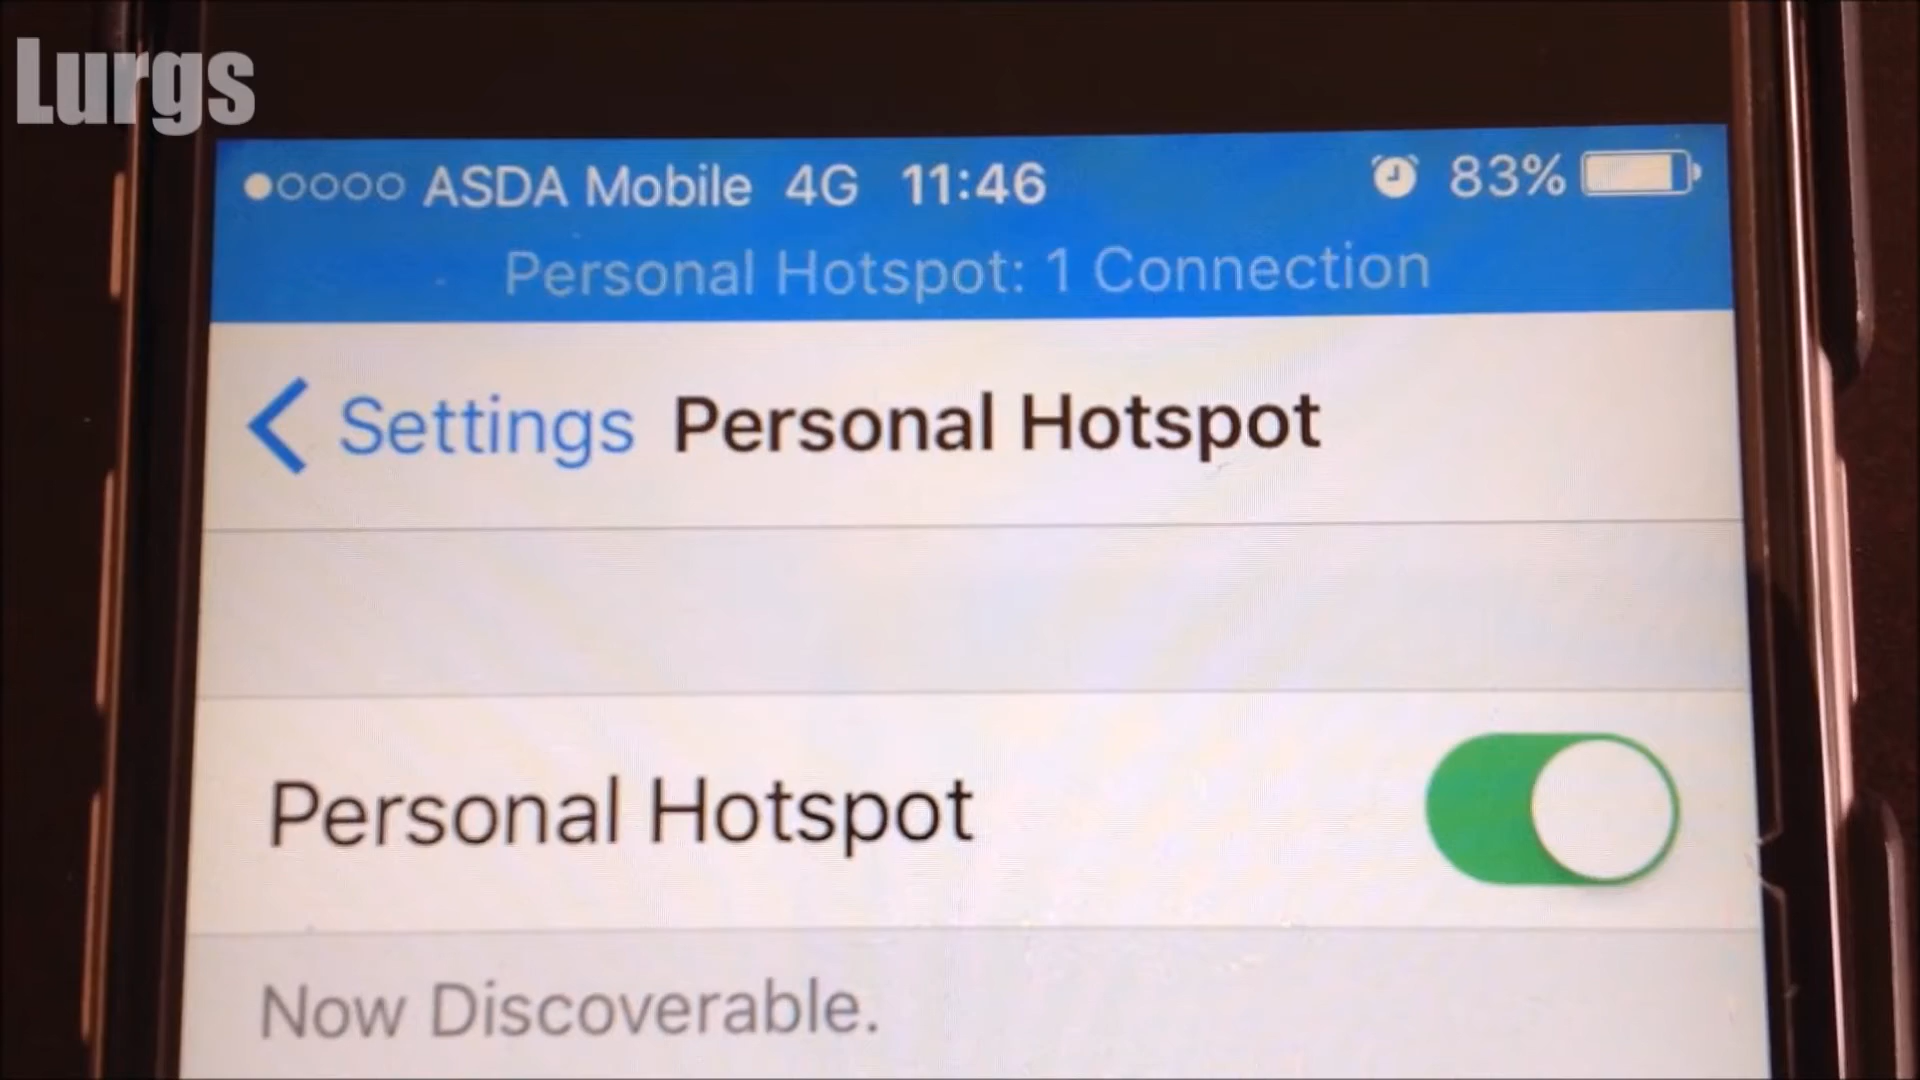 Lurgs
ASDA Mobile 4G 11:46 83%
Personal Hotspot: 1 Connection
Settings Personal Hotspot
Personal Hotspot
Now Discoverable.